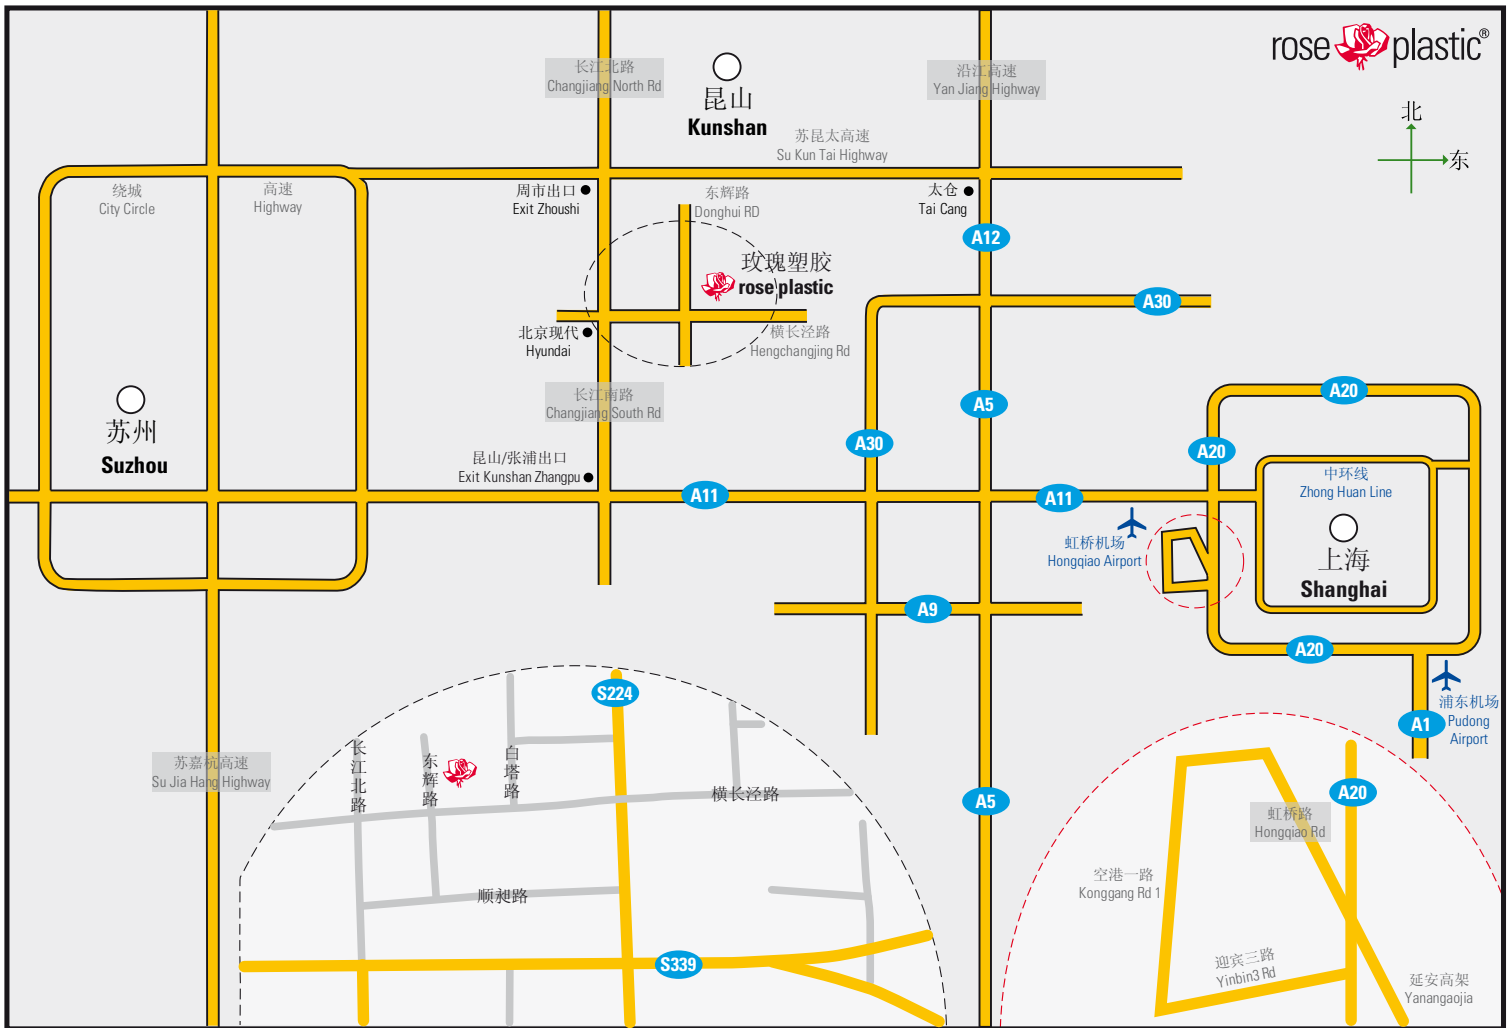 长江北路
Changjiang North Rd
昆山
Kunshan
沿江高速
Yan Jiang Highway
rose plastic®
北
东
苏昆太高速
Su Kun Tai Highway
绕城
City Circle
高速
Highway
周市出口
Exit Zhoushi
东辉路
Donghui RD
太仓
Tai Cang
A12
玫瑰塑胶
rose plastic
A30
北京现代
Hyundai
横长泾路
Hengchangjing Rd
苏州
Suzhou
长江南路
Changjiang South Rd
A5
A20
A30
A20
昆山/张浦出口
Exit Kunshan Zhangpu
A11
A11
中环线
Zhong Huan Line
虹桥机场
Hongqiao Airport
上海
Shanghai
A9
A20
浦东机场
Pudong
Airport
A1
苏嘉杭高速
Su Jia Hang Highway
S224
长江北路
东辉路
白塔路
横长泾路
顺昶路
S339
A5
A20
虹桥路
Hongqiao Rd
空港一路
Konggang Rd 1
迎宾三路
Yinbin3 Rd
延安高架
Yanangaojia